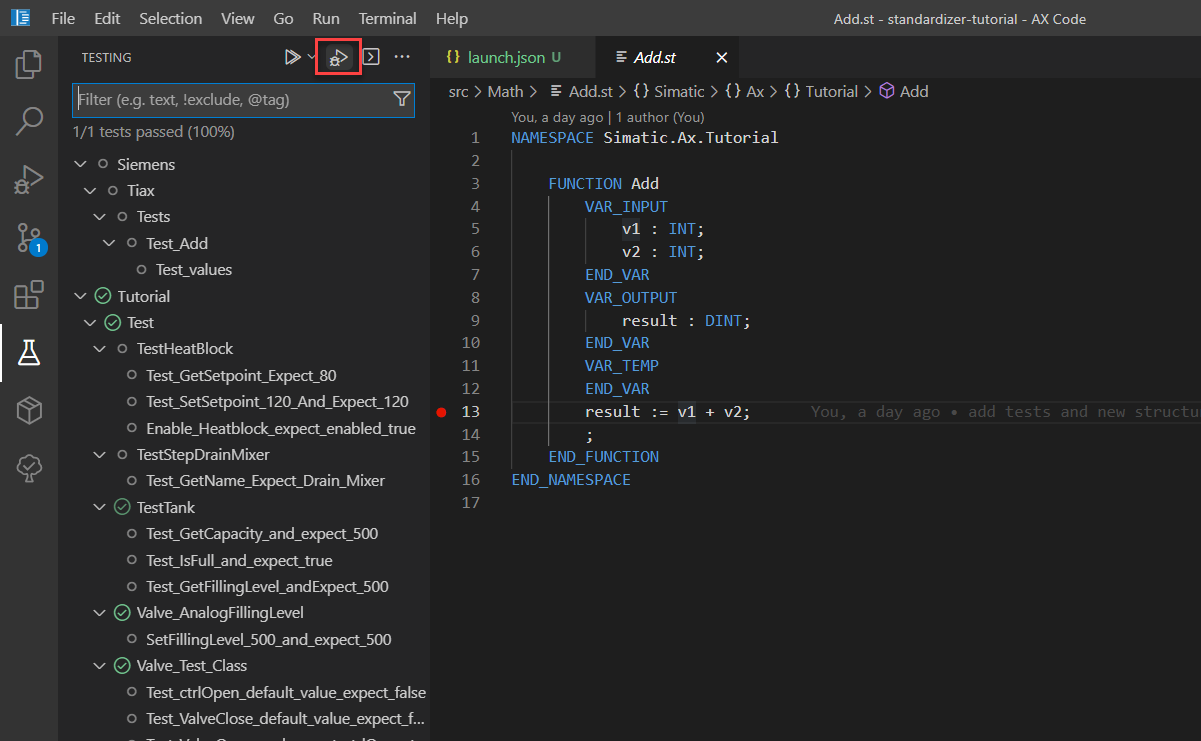 File Edit Selection View Go Run Terminal Help
Add.st - standardizer-tutorial - AX Code
TESTING
Filter (e.g. text, !exclude, @tag)
1/1 tests passed (100%)
Siemens
Tiax
Tests
Test_Add
Test_values
Tutorial
Test
TestHeatBlock
Test_GetSetpoint_Expect_80
Test_SetSetpoint_120_And_Expect_120
Enable_Heatblock_expect_enabled_true
TestStepDrainMixer
Test_GetName_Expect_Drain_Mixer
TestTank
Test_GetCapacity_and_expect_500
Test_IsFull_and_expect_true
Test_GetFillingLevel_andExpect_500
Valve_AnalogFillingLevel
SetFillingLevel_500_and_expect_500
Valve_Test_Class
Test_ctrlOpen_default_value_expect_false
Test_ValveClose_default_value_expect_f...
1
{} launch.json U
Add.st
src > Math > Add.st > {} Simatic > {} Ax > {} Tutorial > Add
You, a day ago | 1 author (You)
1 NAMESPACE Simatic.Ax.Tutorial
2
3 FUNCTION Add
4 VAR_INPUT
5 v1 : INT;
6 v2 : INT;
7 END_VAR
8 VAR_OUTPUT
9 result : DINT;
10 END_VAR
11 VAR_TEMP
12 END_VAR
13 result := v1 + v2; You, a day ago • add tests and new structu
14 ;
15 END_FUNCTION
16 END_NAMESPACE
17